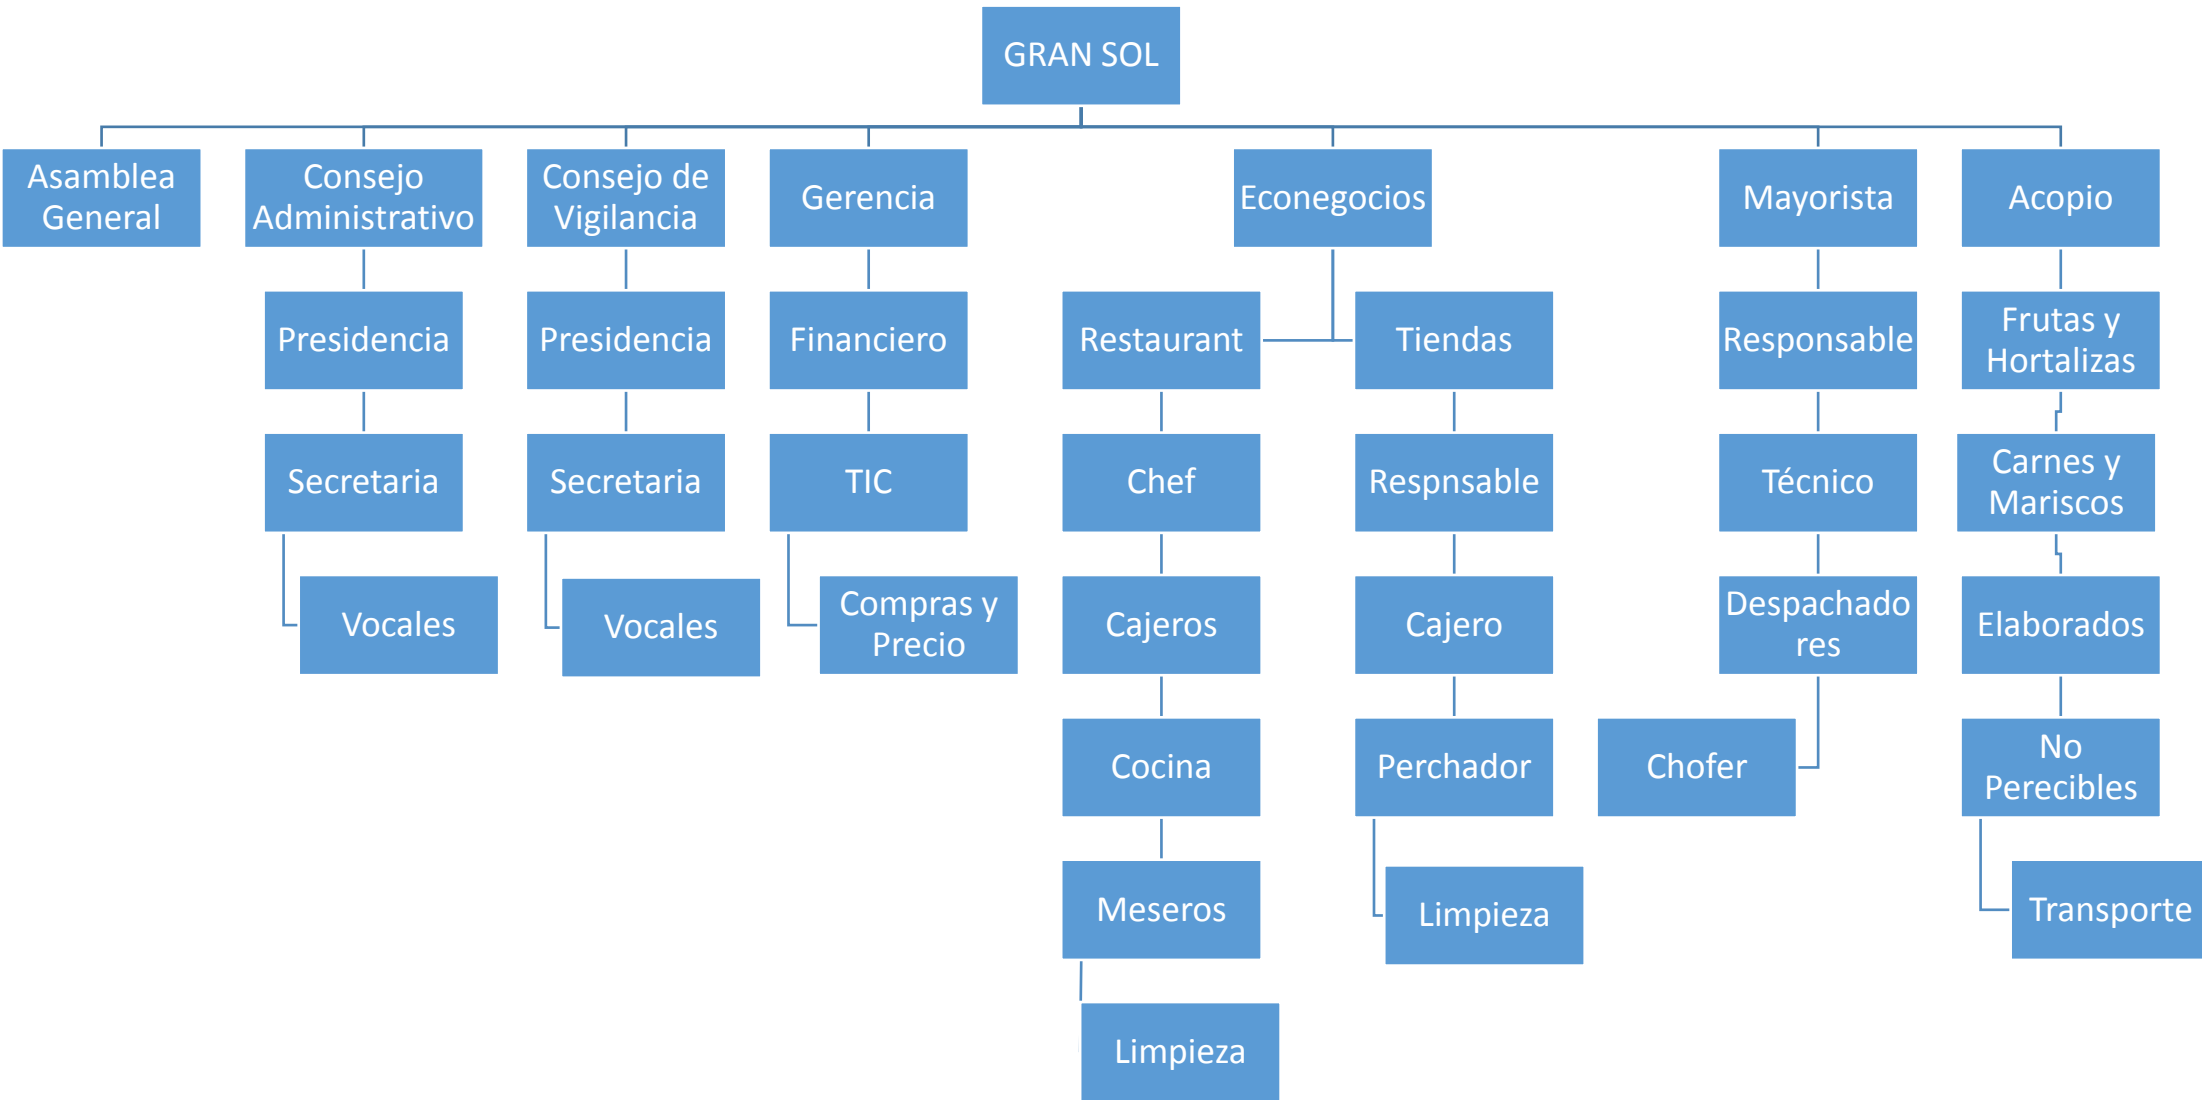 GRAN SOL
Asamblea
General
Consejo
Administrativo
Consejo de
Vigilancia
Gerencia
Econegocios
Mayorista
Acopio
Presidencia
Presidencia
Financiero
Restaurant
Tiendas
Responsable
Frutas y
Hortalizas
Secretaria
Secretaria
TIC
Chef
Respnsable
Técnico
Carnes y
Mariscos
Vocales
Vocales
Compras y
Precio
Cajeros
Cajero
Despachado
res
Elaborados
Cocina
Perchador
Chofer
No
Perecibles
Meseros
Limpieza
Transporte
Limpieza